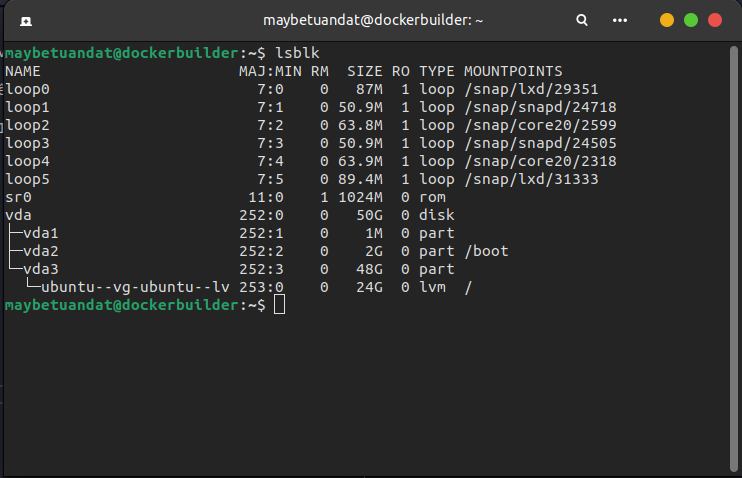 maybetuandat@dockerbuilder: ~
maybetuandat@dockerbuilder:~$ lsblk
NAME                      MAJ:MIN RM  SIZE RO TYPE MOUNTPOINTS
loop0                       7:0    0   87M  1 loop /snap/lxd/29351
loop1                       7:1    0 50.9M  1 loop /snap/snapd/24718
loop2                       7:2    0 63.8M  1 loop /snap/core20/2599
loop3                       7:3    0 50.9M  1 loop /snap/snapd/24505
loop4                       7:4    0 63.9M  1 loop /snap/core20/2318
loop5                       7:5    0 89.4M  1 loop /snap/lxd/31333
sr0                        11:0    1 1024M  0 rom
vda                       252:0    0   50G  0 disk
├─vda1                    252:1    0    1M  0 part
├─vda2                    252:2    0    2G  0 part /boot
└─vda3                    252:3    0   48G  0 part
  └─ubuntu--vg-ubuntu--lv 253:0    0   24G  0 lvm  /
maybetuandat@dockerbuilder:~$